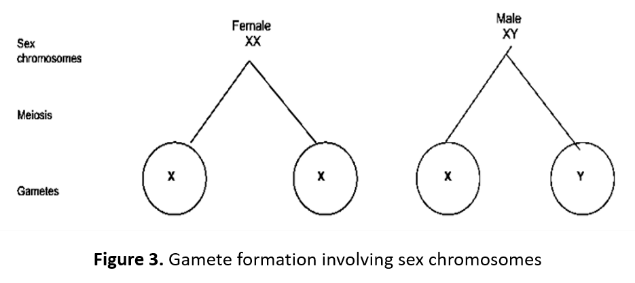 Female
XX
Male
XY
Sex
chromosomes
Meiosis
Gametes
X
X
X
Y
Figure 3. Gamete formation involving sex chromosomes